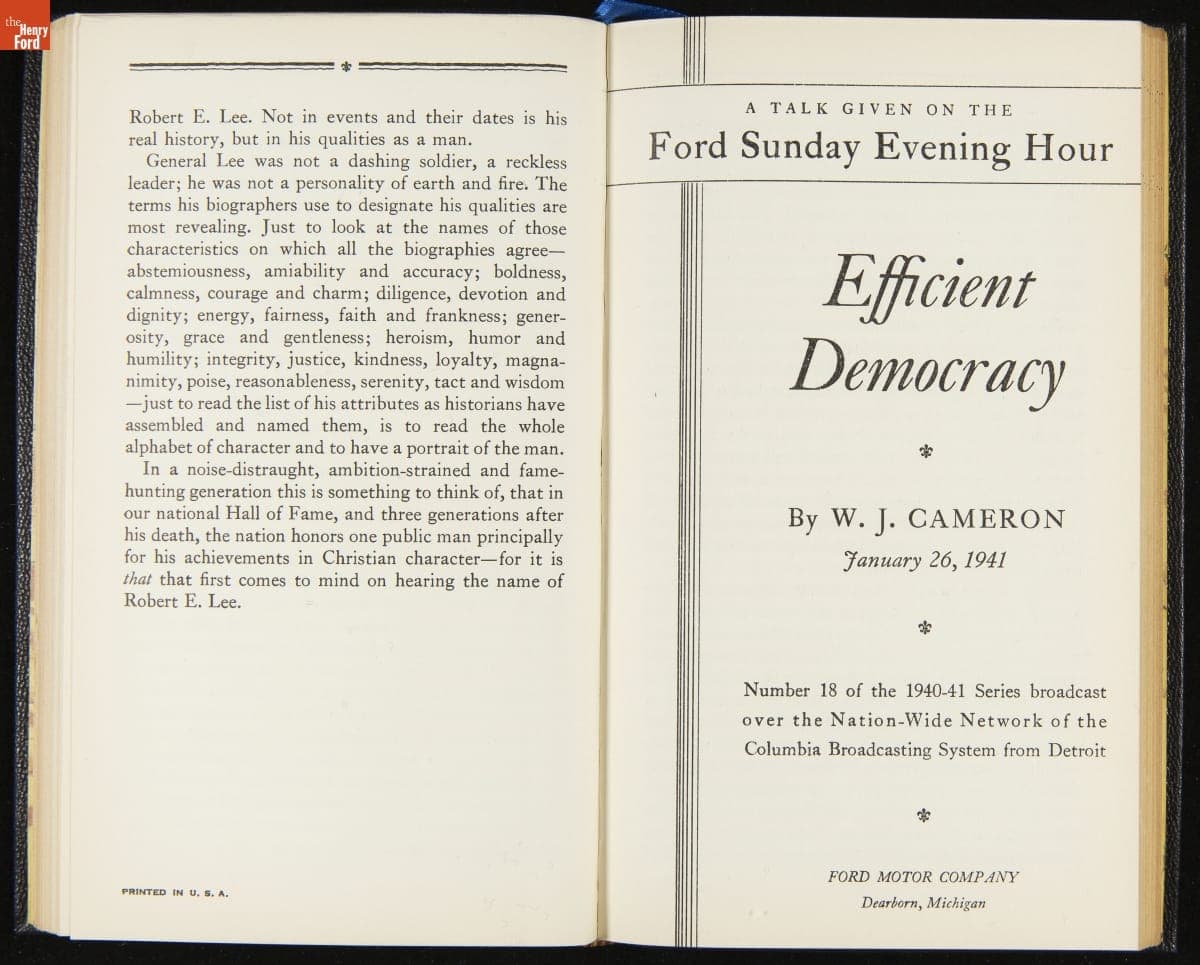 the
Henry
Ford
Robert E. Lee. Not in events and their dates is his
real history, but in his qualities as a man.
General Lee was not a dashing soldier, a reckless
leader; he was not a personality of earth and fire. The
terms his biographers use to designate his qualities are
most revealing. Just to look at the names of those
characteristics on which all the biographies agree—
abstemiousness, amiability and accuracy; boldness,
calmness, courage and charm; diligence, devotion and
dignity; energy, fairness, faith and frankness; gener-
osity, grace and gentleness; heroism, humor and
humility; integrity, justice, kindness, loyalty, magna-
nimity, poise, reasonableness, serenity, tact and wisdom
—just to read the list of his attributes as historians have
assembled and named them, is to read the whole
alphabet of character and to have a portrait of the man.
In a noise-distraught, ambition-strained and fame-
hunting generation this is something to think of, that in
our national Hall of Fame, and three generations after
his death, the nation honors one public man principally
for his achievements in Christian character—for it is
that that first comes to mind on hearing the name of
Robert E. Lee.
PRINTED IN U. S. A.
A TALK GIVEN ON THE
Ford Sunday Evening Hour
Efficient
Democracy
By W. J. CAMERON
January 26, 1941
Number 18 of the 1940-41 Series broadcast
over the Nation-Wide Network of the
Columbia Broadcasting System from Detroit
FORD MOTOR COMPANY
Dearborn, Michigan